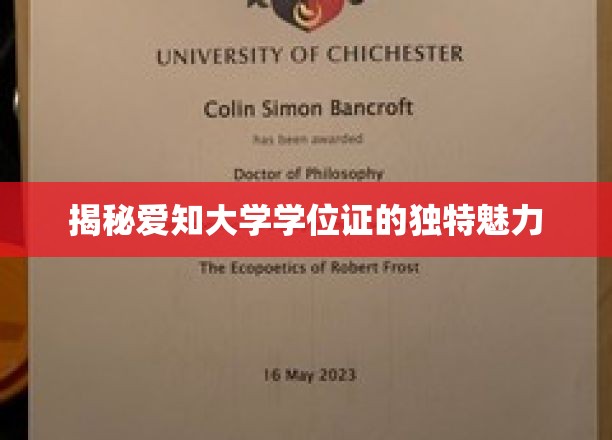 UNIVERSITY OF CHICHESTER
Colin Simon Bancroft
has been awarded
Doctor of Philosophy
揭秘爱知大学学位证的独特魅力
The Ecopoetics of Robert Frost
16 May 2023